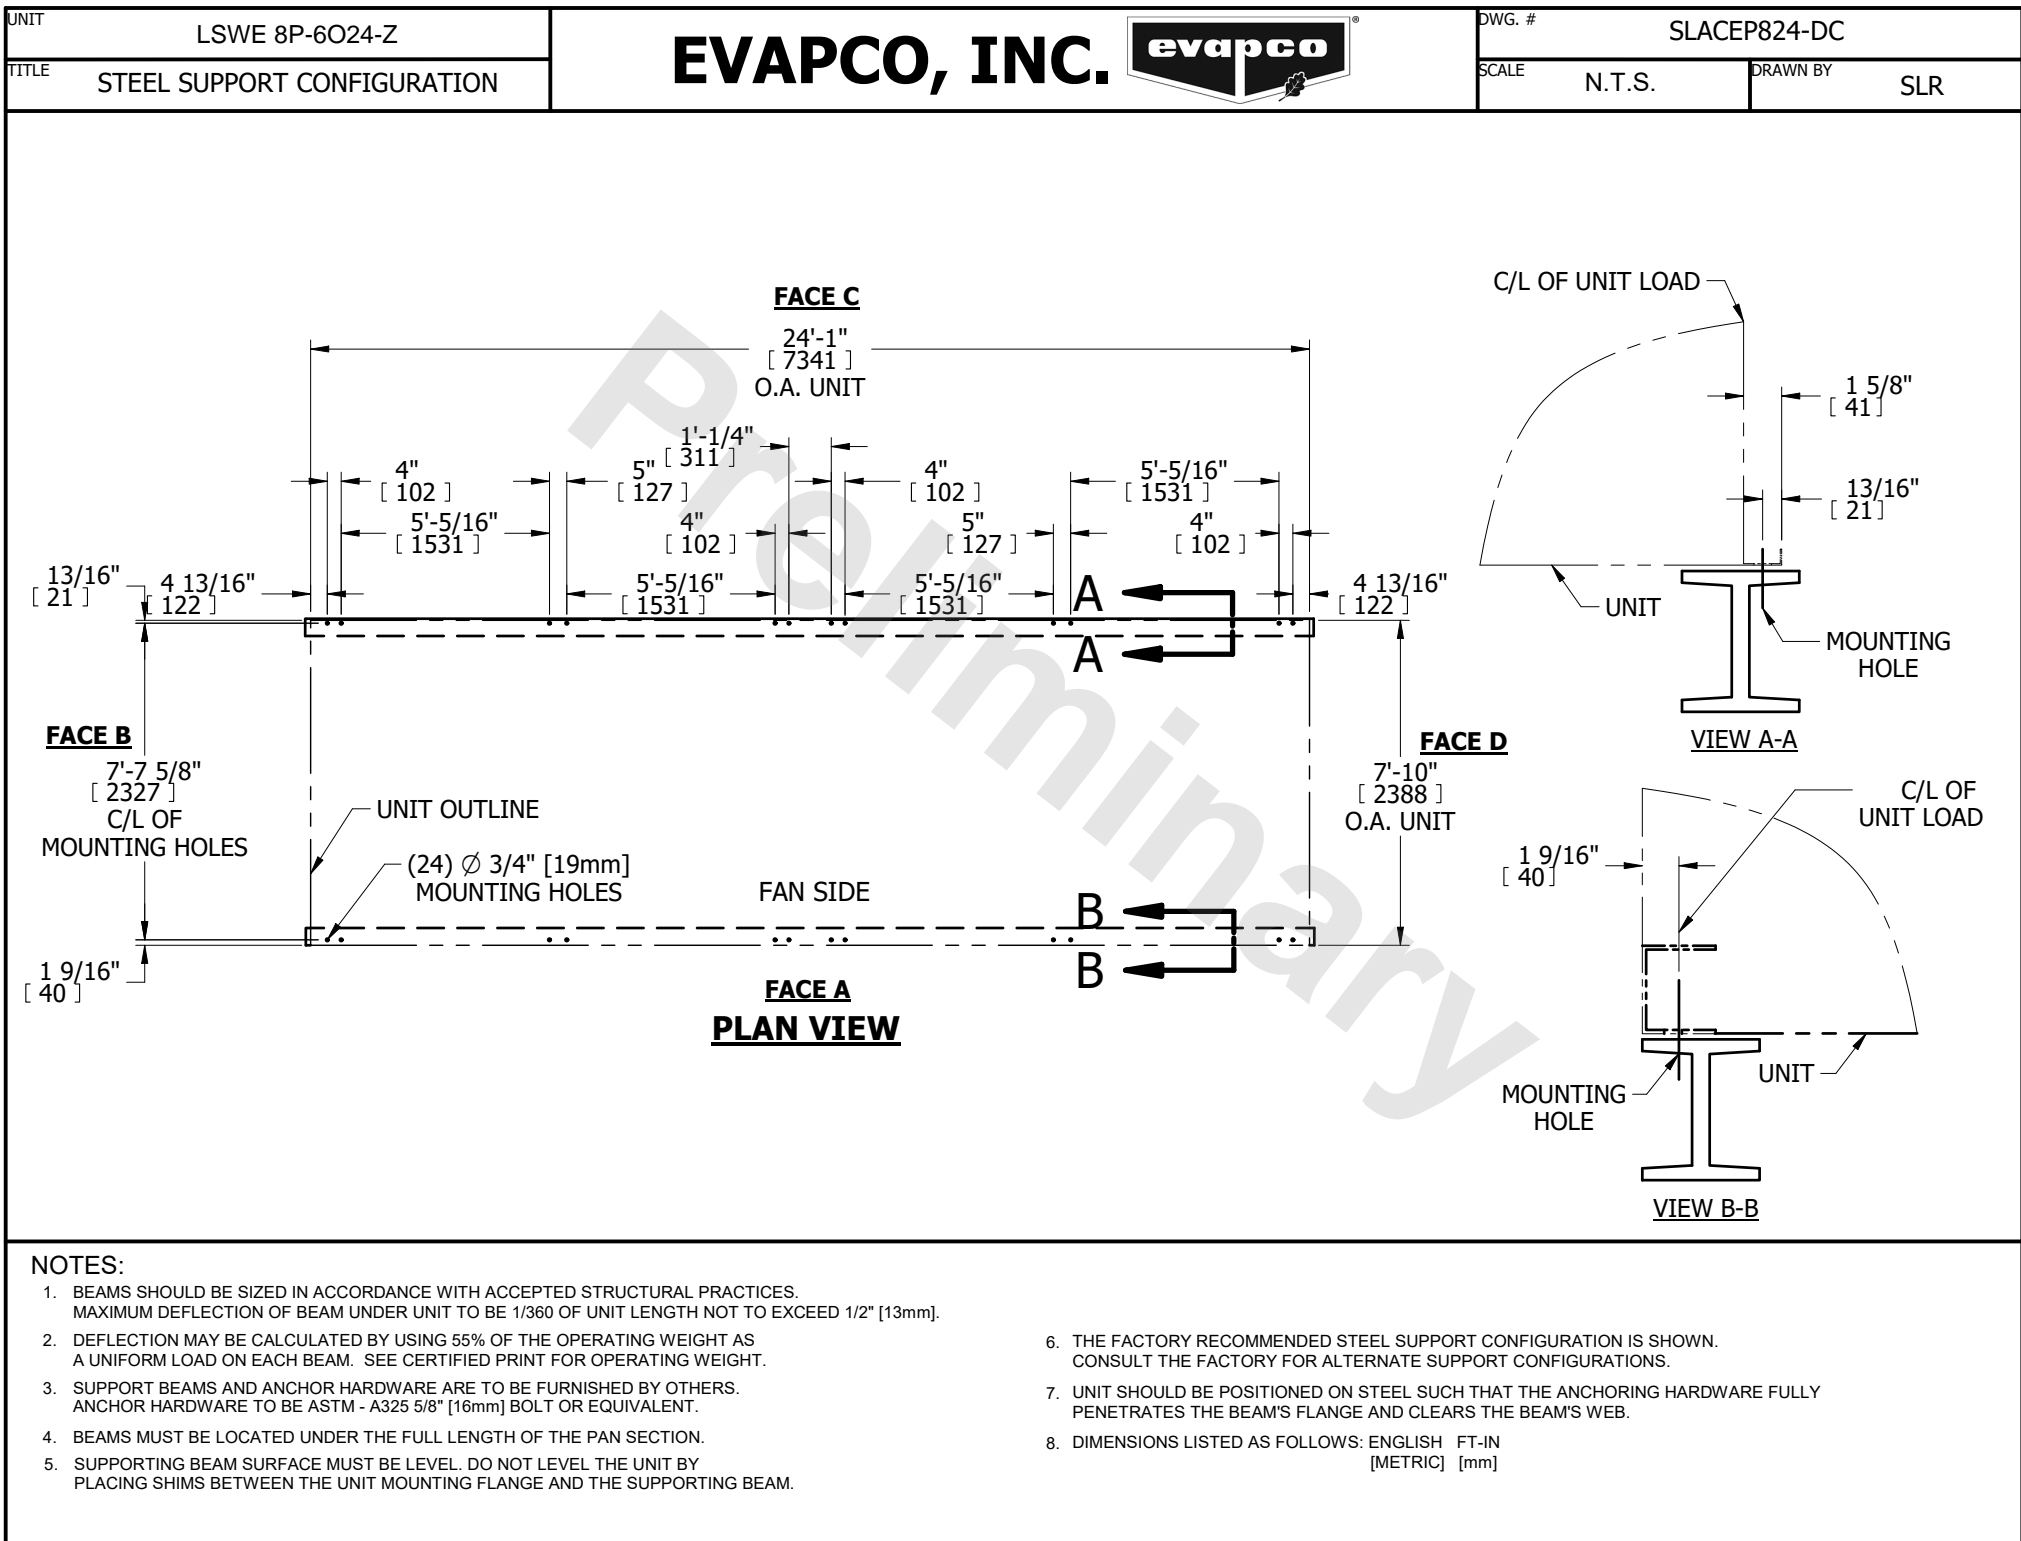 UNIT
LSWE 8P-6O24-Z
TITLE
STEEL SUPPORT CONFIGURATION
EVAPCO, INC.
evapco
®
DWG. #
SLACEP824-DC
SCALE
N.T.S.
DRAWN BY
SLR
Preliminary
FACE C
24'-1"
[ 7341 ]
O.A. UNIT
1'-1/4"
[ 311 ]
4"
[ 102 ]
5"
[ 127 ]
4"
[ 102 ]
5'-5/16"
[ 1531 ]
5'-5/16"
[ 1531 ]
4"
[ 102 ]
5"
[ 127 ]
4"
[ 102 ]
13/16"
[ 21 ]
4 13/16"
[ 122 ]
5'-5/16"
[ 1531 ]
5'-5/16"
[ 1531 ]
4 13/16"
[ 122 ]
A
A
FACE B
7'-7 5/8"
[ 2327 ]
C/L OF
MOUNTING HOLES
FACE D
7'-10"
[ 2388 ]
O.A. UNIT
UNIT OUTLINE
(24) Ø 3/4" [19mm]
MOUNTING HOLES
FAN SIDE
B
B
1 9/16"
[ 40 ]
FACE A
PLAN VIEW
C/L OF UNIT LOAD
1 5/8"
[ 41 ]
13/16"
[ 21 ]
UNIT
MOUNTING
HOLE
VIEW A-A
C/L OF
UNIT LOAD
1 9/16"
[ 40 ]
UNIT
MOUNTING
HOLE
VIEW B-B
NOTES:
1. BEAMS SHOULD BE SIZED IN ACCORDANCE WITH ACCEPTED STRUCTURAL PRACTICES.
MAXIMUM DEFLECTION OF BEAM UNDER UNIT TO BE 1/360 OF UNIT LENGTH NOT TO EXCEED 1/2" [13mm].
2. DEFLECTION MAY BE CALCULATED BY USING 55% OF THE OPERATING WEIGHT AS
A UNIFORM LOAD ON EACH BEAM. SEE CERTIFIED PRINT FOR OPERATING WEIGHT.
3. SUPPORT BEAMS AND ANCHOR HARDWARE ARE TO BE FURNISHED BY OTHERS.
ANCHOR HARDWARE TO BE ASTM - A325 5/8" [16mm] BOLT OR EQUIVALENT.
4. BEAMS MUST BE LOCATED UNDER THE FULL LENGTH OF THE PAN SECTION.
5. SUPPORTING BEAM SURFACE MUST BE LEVEL. DO NOT LEVEL THE UNIT BY
PLACING SHIMS BETWEEN THE UNIT MOUNTING FLANGE AND THE SUPPORTING BEAM.
6. THE FACTORY RECOMMENDED STEEL SUPPORT CONFIGURATION IS SHOWN.
CONSULT THE FACTORY FOR ALTERNATE SUPPORT CONFIGURATIONS.
7. UNIT SHOULD BE POSITIONED ON STEEL SUCH THAT THE ANCHORING HARDWARE FULLY
PENETRATES THE BEAM'S FLANGE AND CLEARS THE BEAM'S WEB.
8. DIMENSIONS LISTED AS FOLLOWS: ENGLISH FT-IN
[METRIC] [mm]